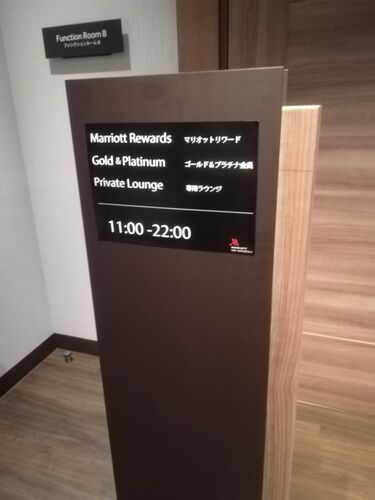 Function Room B
ファンクションルーム B
Marriott Rewards マリオットリワード
Gold & Platinum ゴールド&プラチナ会員
Private Lounge 専用ラウンジ
11:00 -22:00